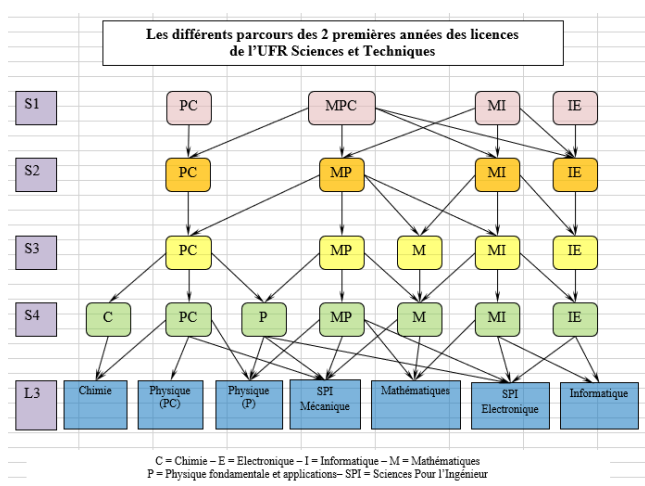 Les différents parcours des 2 premières années des licences
de l'UFR Sciences et Techniques
S1 PC MPC MI IE
S2 PC MP MI IE
S3 PC MP M MI IE
S4 C PC P MP M MI IE
L3 Chimie Physique (PC) Physique (P) SPI Mécanique Mathématiques SPI Electronique Informatique
C = Chimie – E = Electronique – I = Informatique – M = Mathématiques
P = Physique fondamentale et applications– SPI = Sciences Pour l'Ingénieur